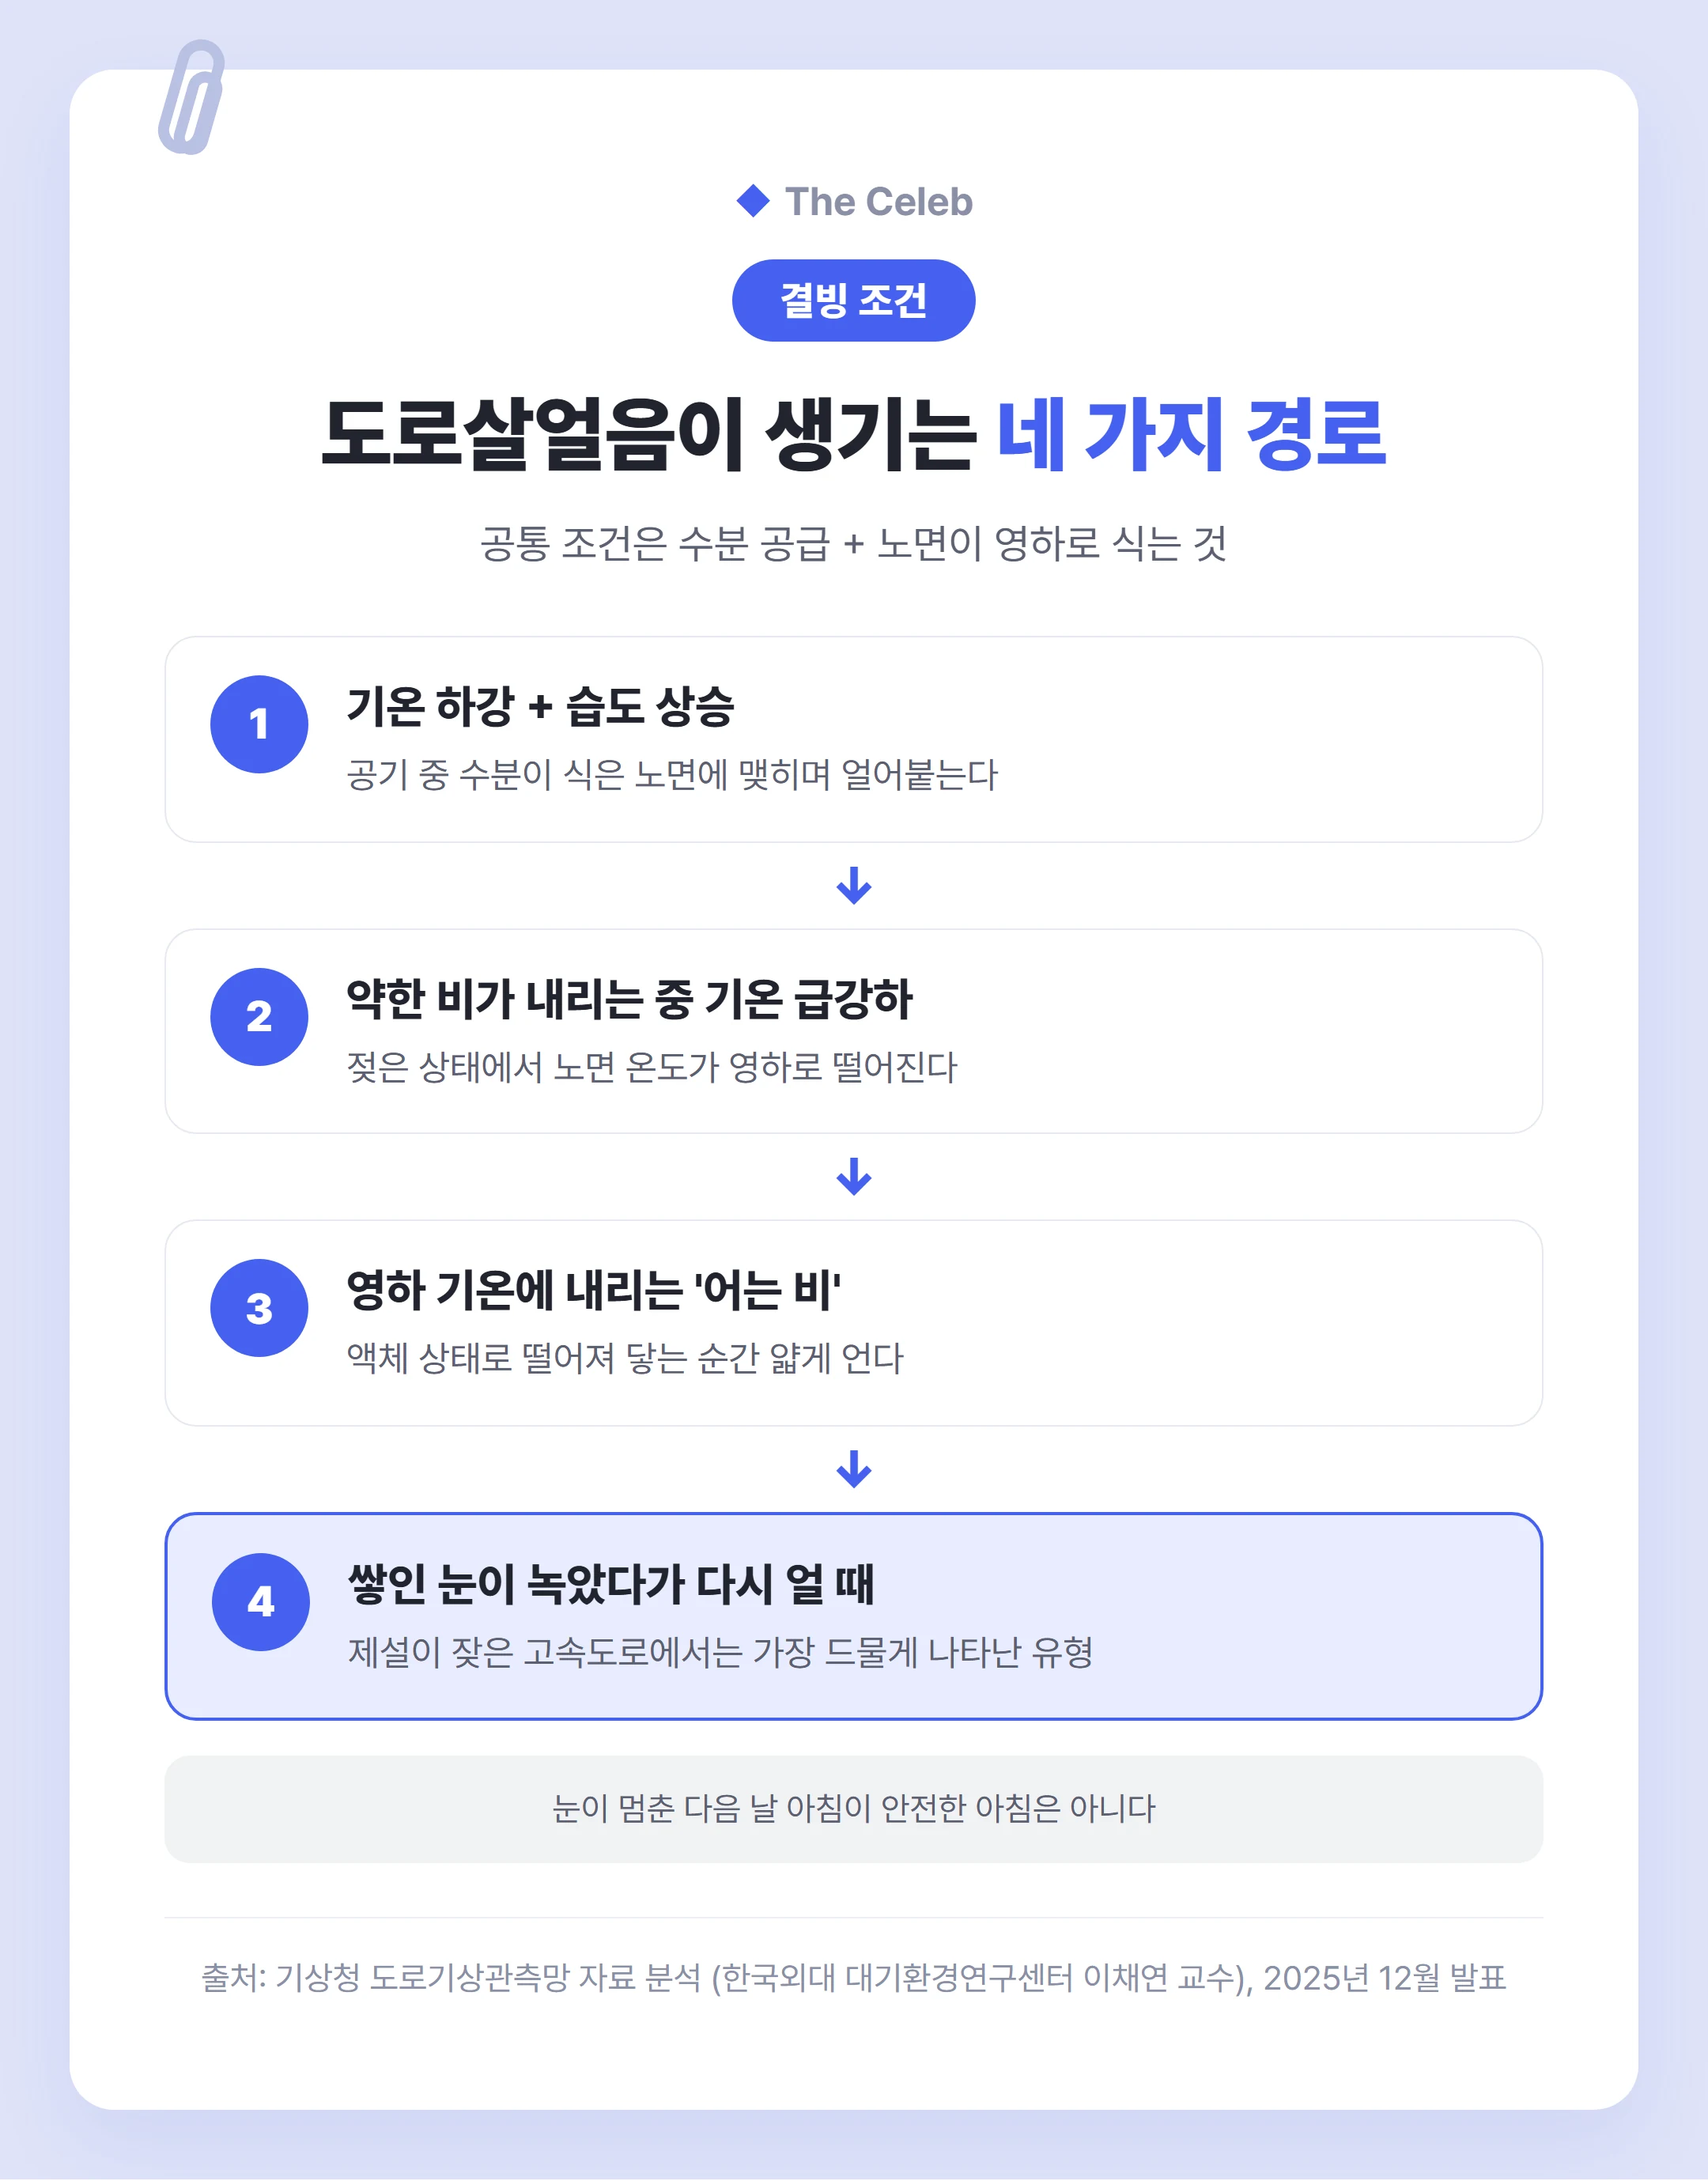 The Celeb
결빙 조건
도로살얼음이 생기는 네 가지 경로
공통 조건은 수분 공급 + 노면이 영하로 식는 것
1
기온 하강 + 습도 상승
공기 중 수분이 식은 노면에 맺히며 얼어붙는다
2
약한 비가 내리는 중 기온 급강하
젖은 상태에서 노면 온도가 영하로 떨어진다
3
영하 기온에 내리는 '어는 비'
액체 상태로 떨어져 닿는 순간 얇게 언다
4
쌓인 눈이 녹았다가 다시 얼 때
제설이 잦은 고속도로에서는 가장 드물게 나타난 유형
눈이 멈춘 다음 날 아침이 안전한 아침은 아니다
출처: 기상청 도로기상관측망 자료 분석 (한국외대 대기환경연구센터 이채연 교수), 2025년 12월 발표